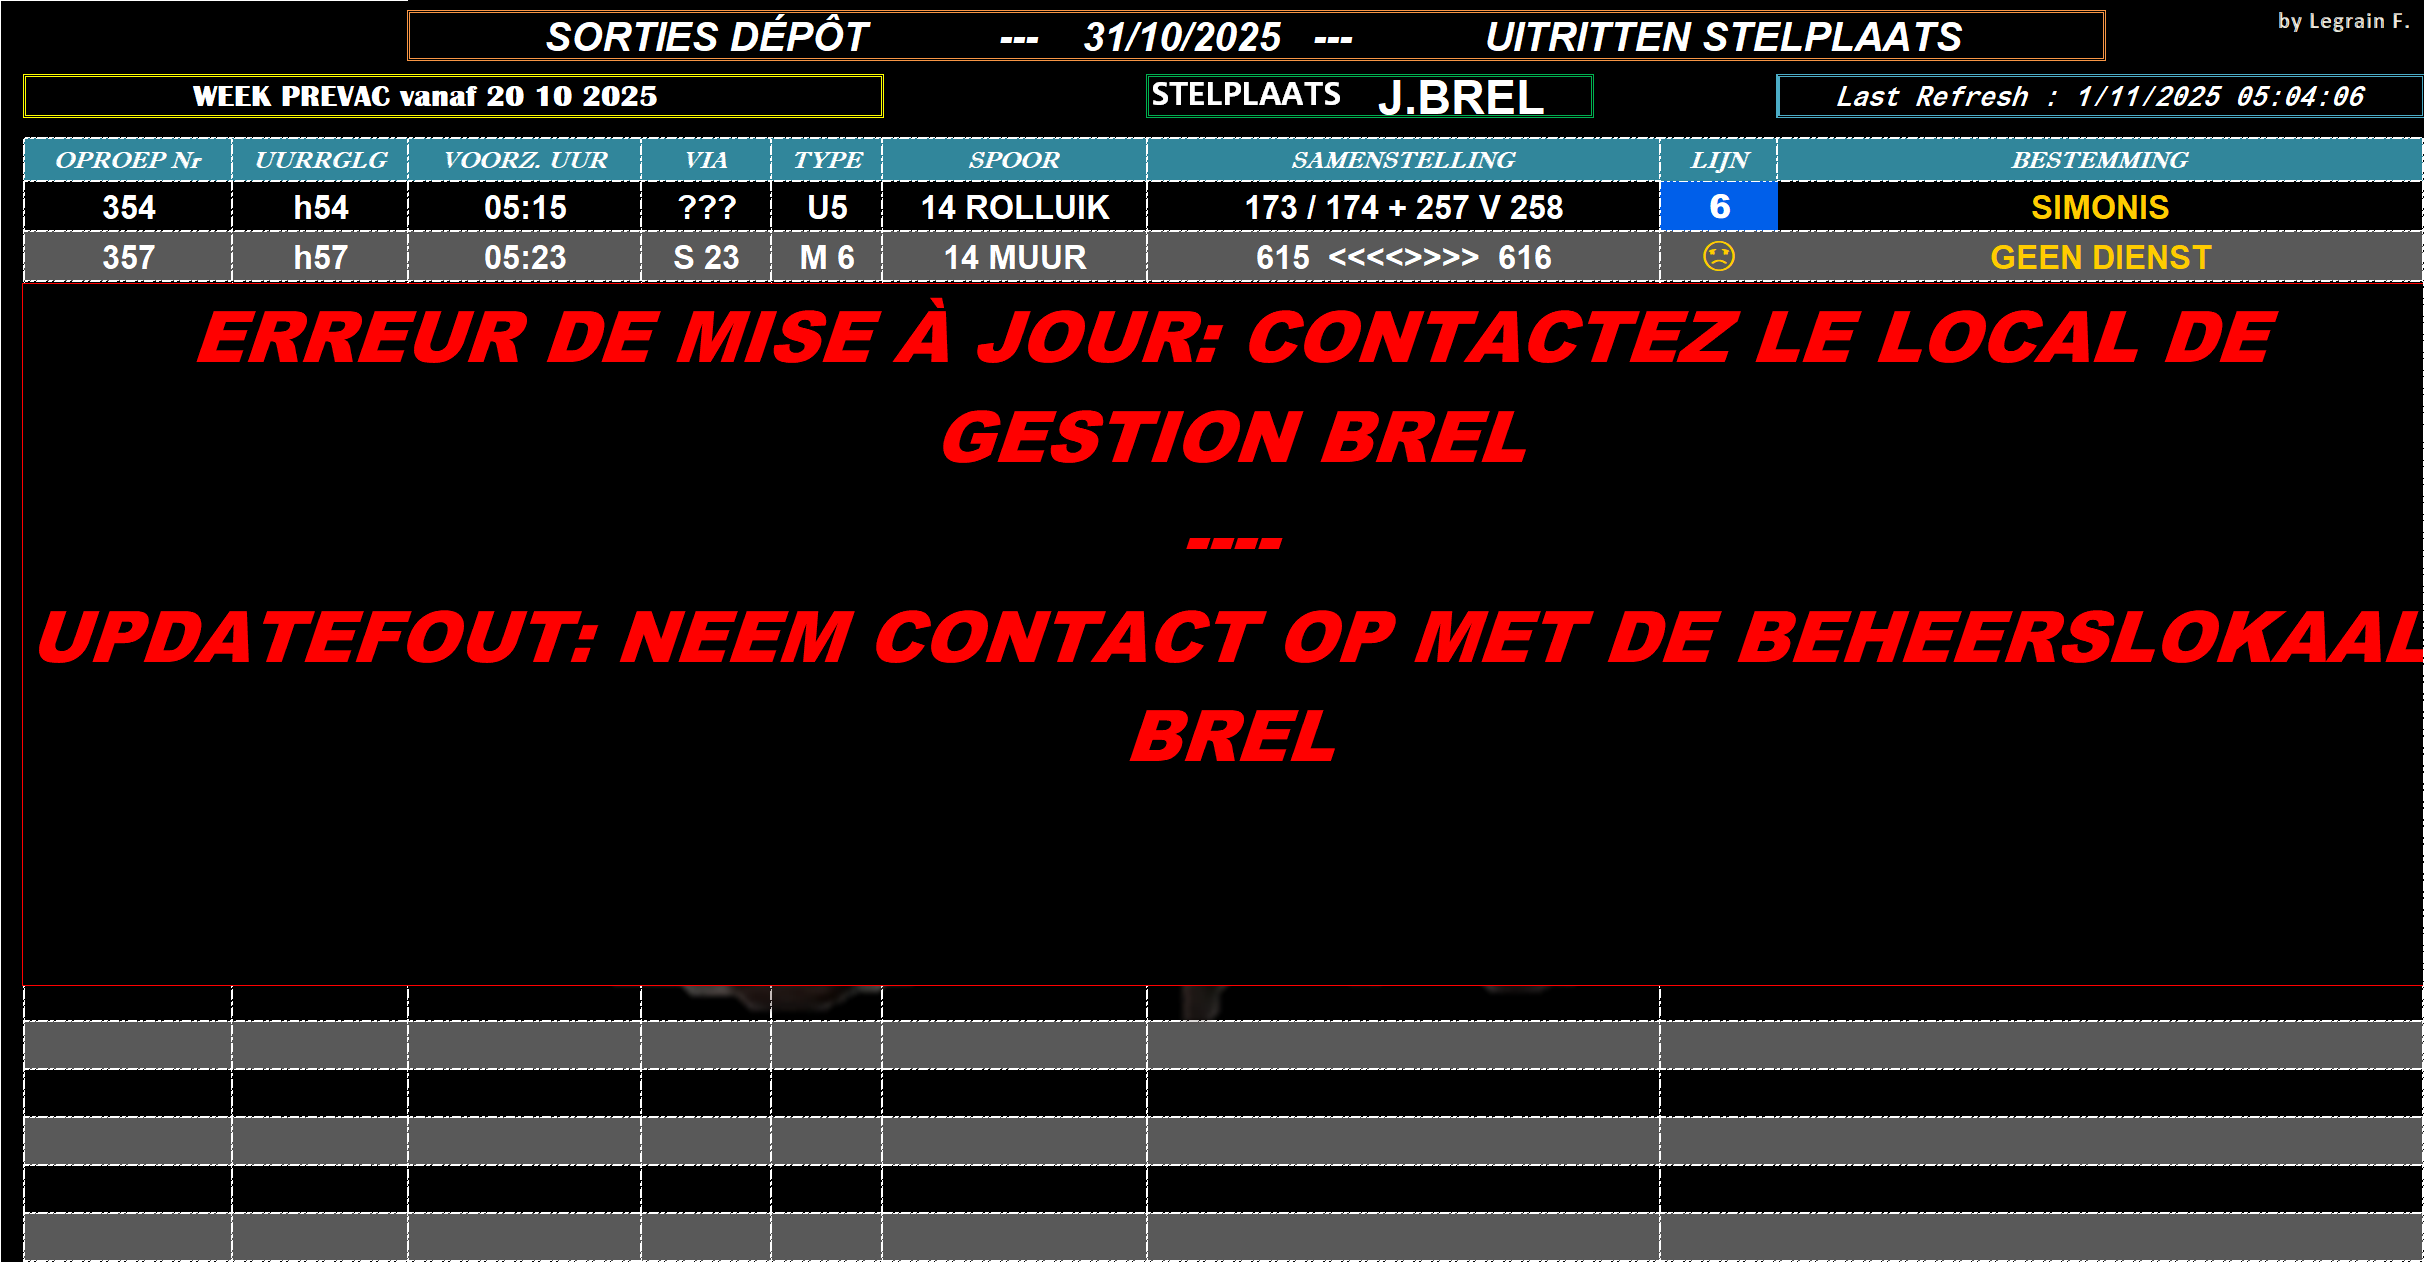 by Legrain F.
SORTIES DÉPÔT --- 31/10/2025 --- UITRITTEN STELPLAATS
WEEK PREVAC vanaf 20 10 2025 STELPLAATS J.BREL Last Refresh : 1/11/2025 05:04:06
OPROEP Nr UURRGLG VOORZ. UUR VIA TYPE SPOOR SAMENSTELLING LIJN BESTEMMING
354 h54 05:15 ??? U5 14 ROLLUIK 173 / 174 + 257 V 258 6 SIMONIS
357 h57 05:23 S 23 M 6 14 MUUR 615 <<<<>>>> 616 GEEN DIENST
ERREUR DE MISE À JOUR: CONTACTEZ LE LOCAL DE
GESTION BREL
----
UPDATEFOUT: NEEM CONTACT OP MET DE BEHEERSLOKAAL
BREL